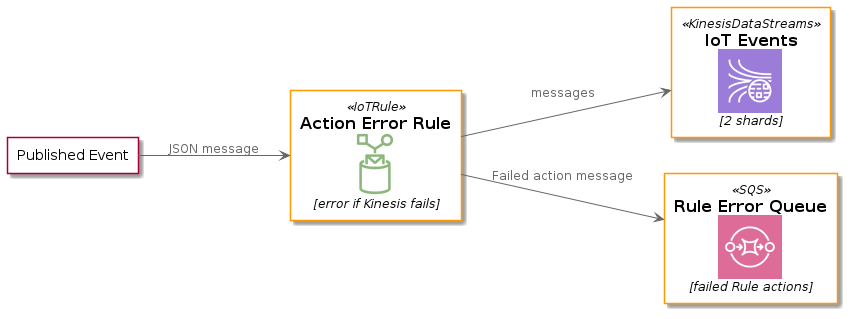 Published Event
JSON message
«IoTRule»
Action Error Rule
[error if Kinesis fails]
messages
Failed action message
«KinesisDataStreams»
IoT Events
[2 shards]
«SQS»
Rule Error Queue
[failed Rule actions]